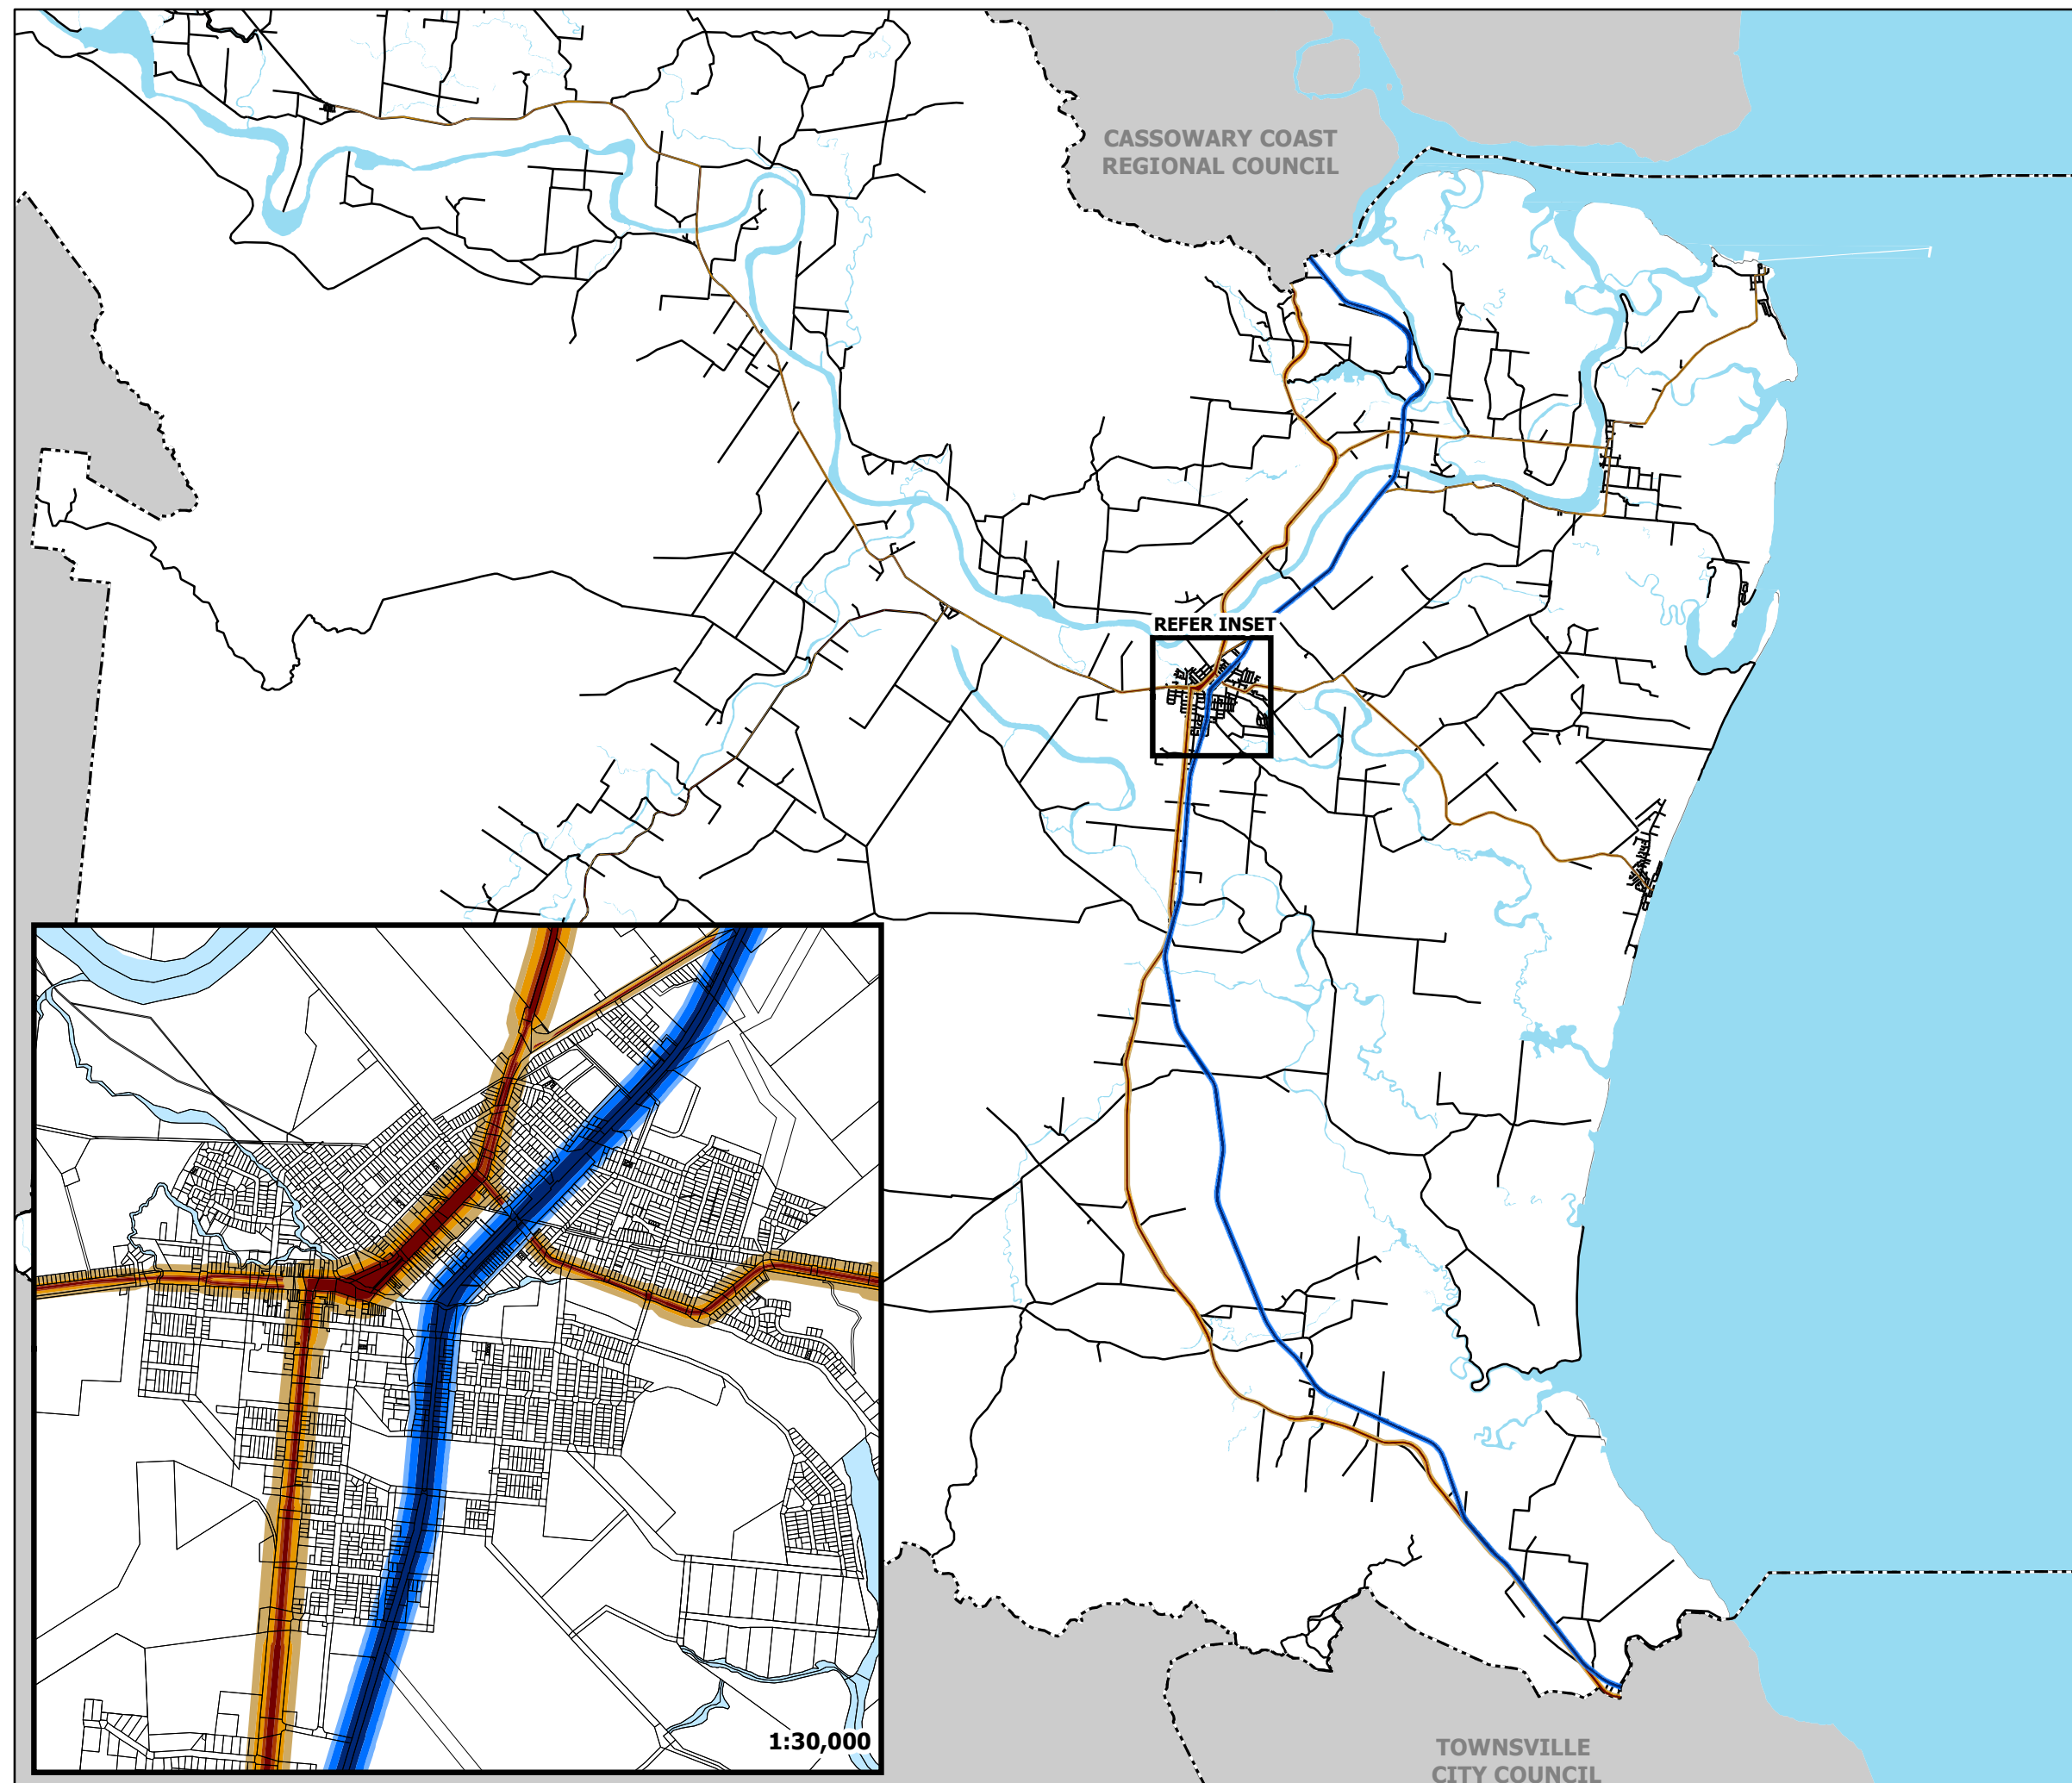 CASSOWARY COAST
REGIONAL COUNCIL
REFER INSET
1:30,000
TOWNSVILLE
CITY COUNCIL